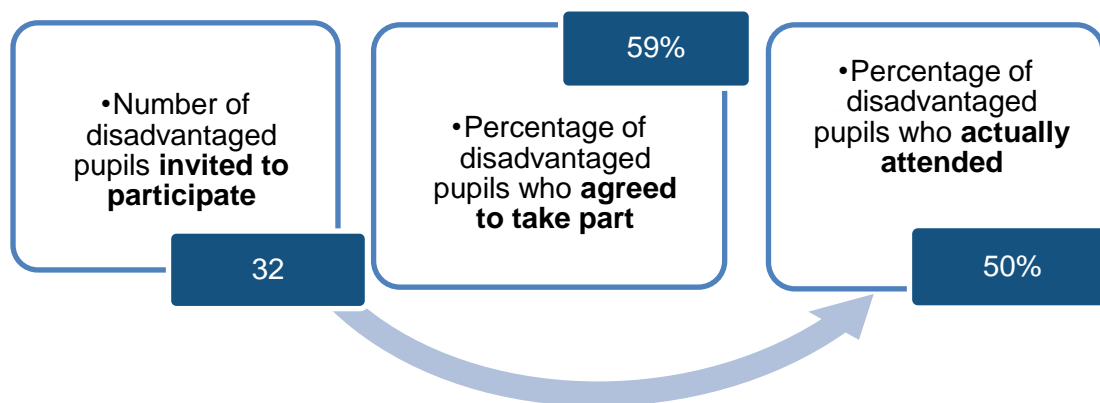 •Number of
disadvantaged
pupils invited to
participate
32
59%
•Percentage of
disadvantaged
pupils who agreed
to take part
•Percentage of
disadvantaged
pupils who actually
attended
50%